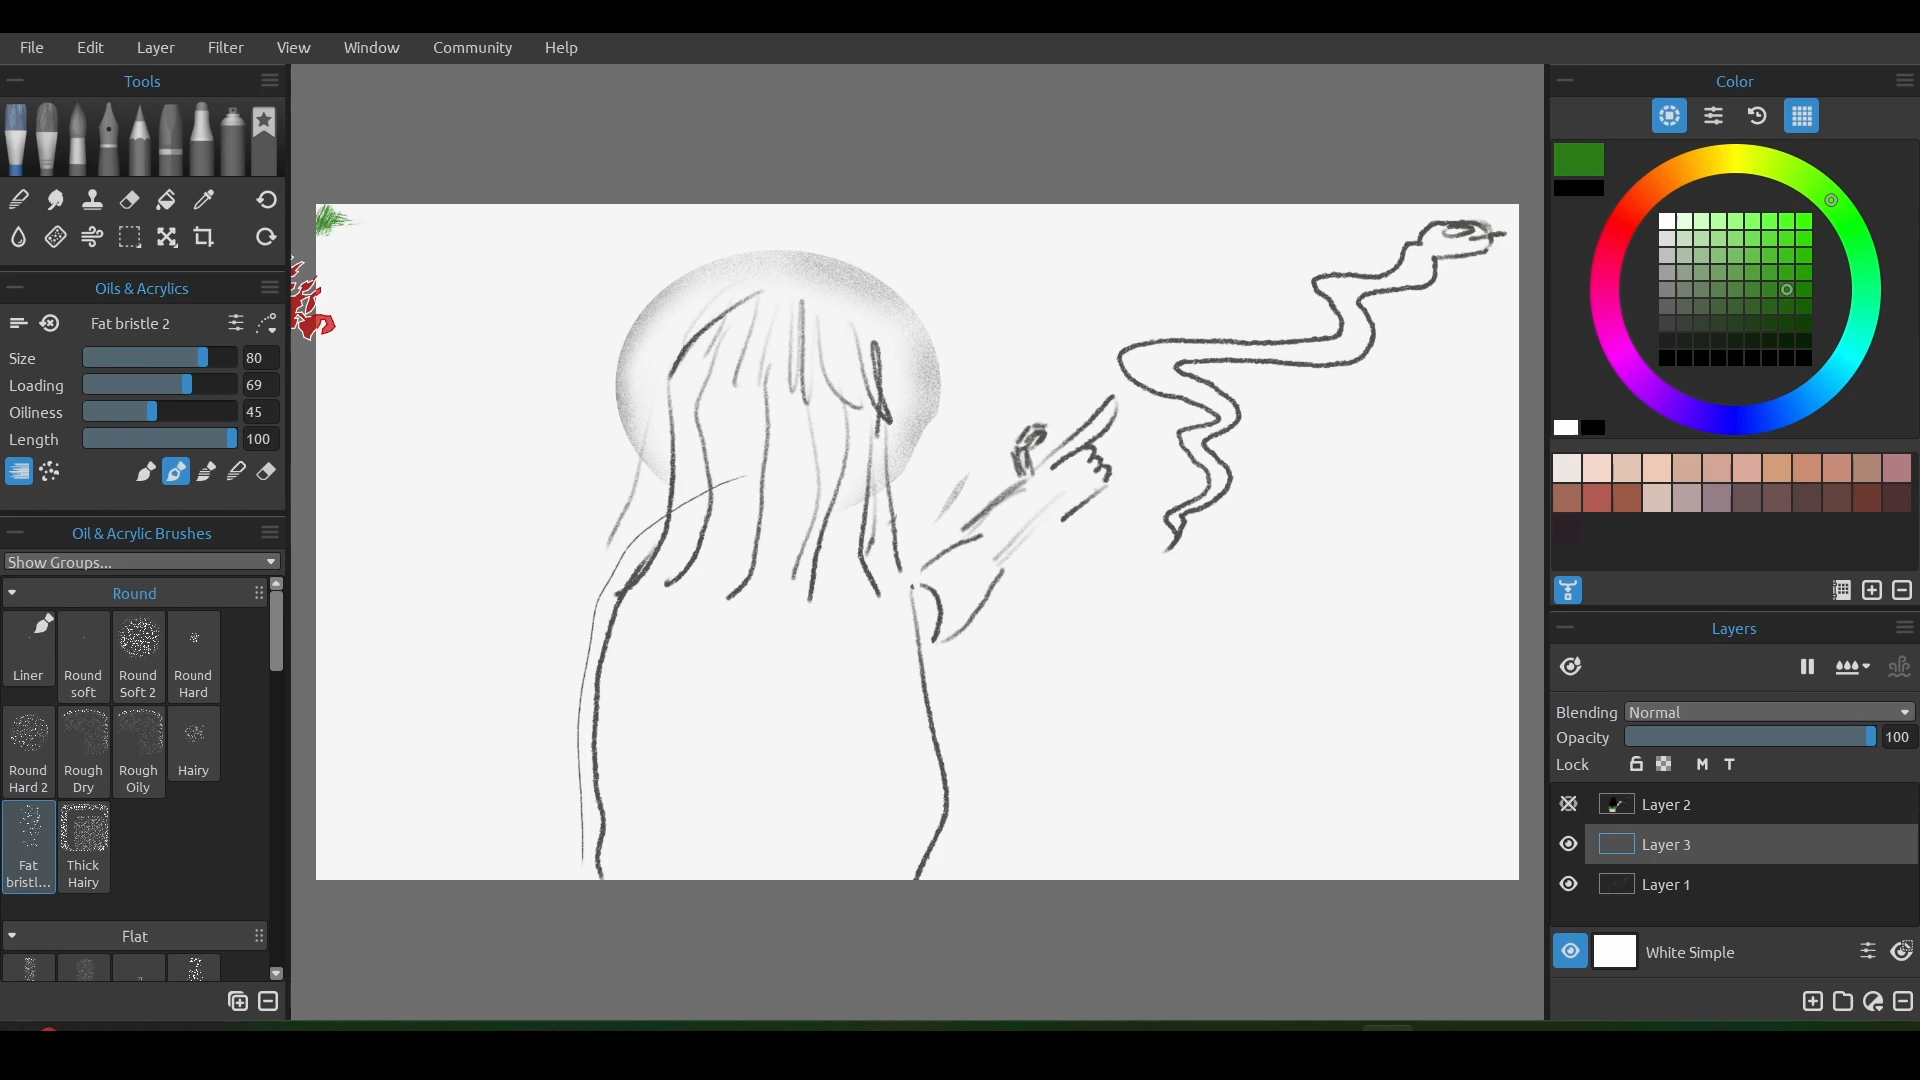 File Edit Layer Filter View Window Community Help
Tools
Oils & Acrylics
Fat bristle 2
Size 80
Loading 69
Oiliness 45
Length 100
Oil & Acrylic Brushes
Show Groups...
Round
Liner
Round soft
Round Soft 2
Round Hard
Round Hard 2
Rough Dry
Rough Oily
Hairy
Fat bristl...
Thick Hairy
Flat
Color
Layers
Blending Normal
Opacity 100
Lock M T
Layer 2
Layer 3
Layer 1
White Simple